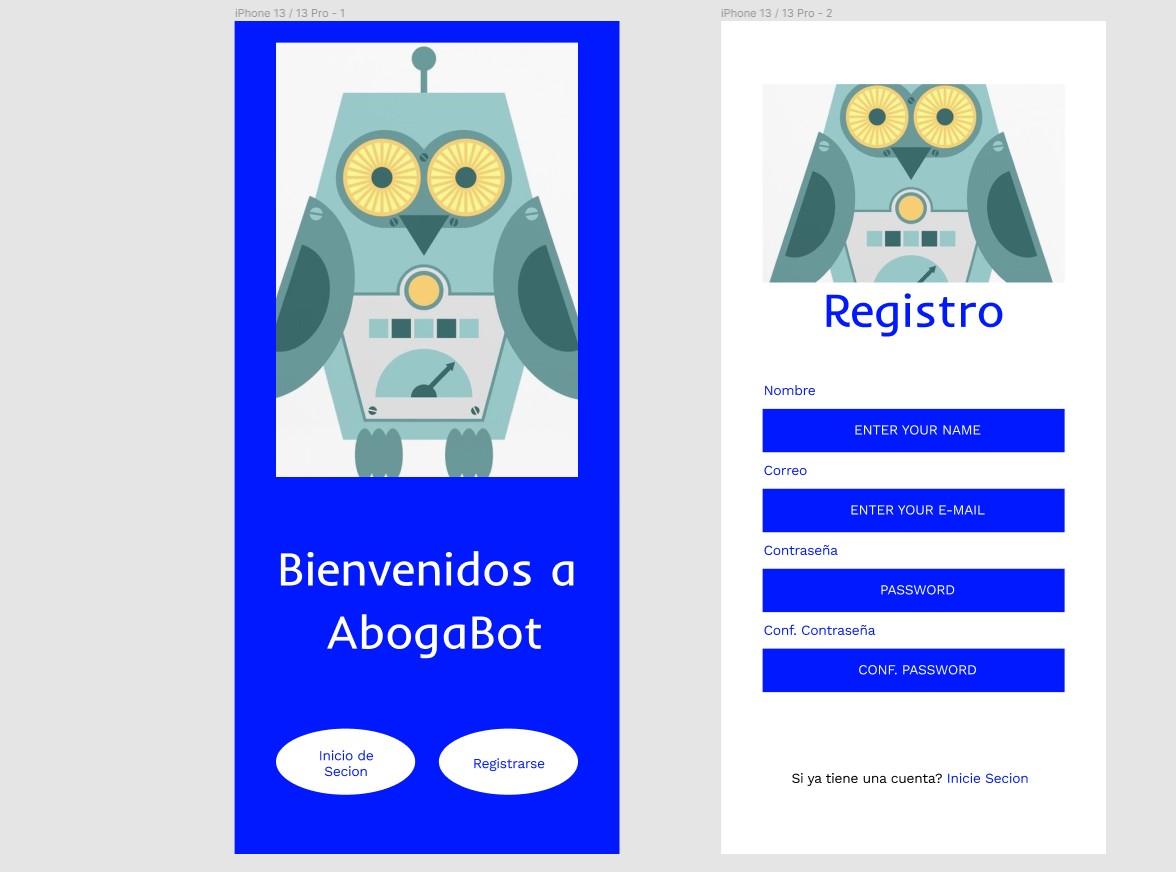 iPhone 13 / 13 Pro - 1
Bienvenidos a
AbogaBot
Inicio de
Secion
Registrarse
iPhone 13 / 13 Pro - 2
Registro
Nombre
ENTER YOUR NAME
Correo
ENTER YOUR E-MAIL
Contraseña
PASSWORD
Conf. Contraseña
CONF. PASSWORD
Si ya tiene una cuenta? Inicie Secion